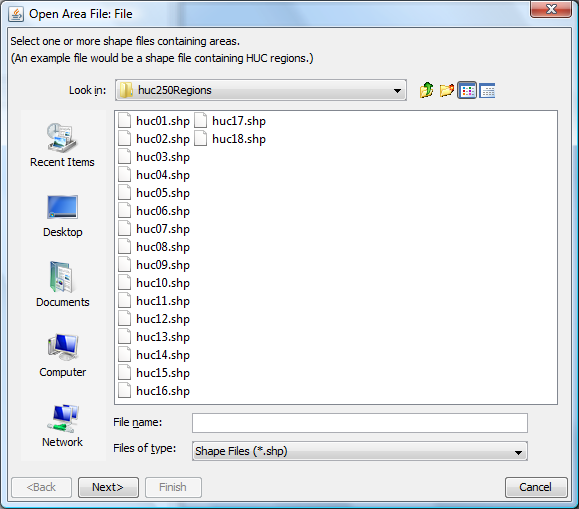 Open Area File: File
Select one or more shape files containing areas.
(An example file would be a shape file containing HUC regions.)
Look in: huc250Regions
Recent Items
Desktop
Documents
Computer
Network
huc01.shp huc17.shp
huc02.shp huc18.shp
huc03.shp
huc04.shp
huc05.shp
huc06.shp
huc07.shp
huc08.shp
huc09.shp
huc10.shp
huc11.shp
huc12.shp
huc13.shp
huc14.shp
huc15.shp
huc16.shp
File name:
Files of type: Shape Files (*.shp)
<Back Next> Finish Cancel